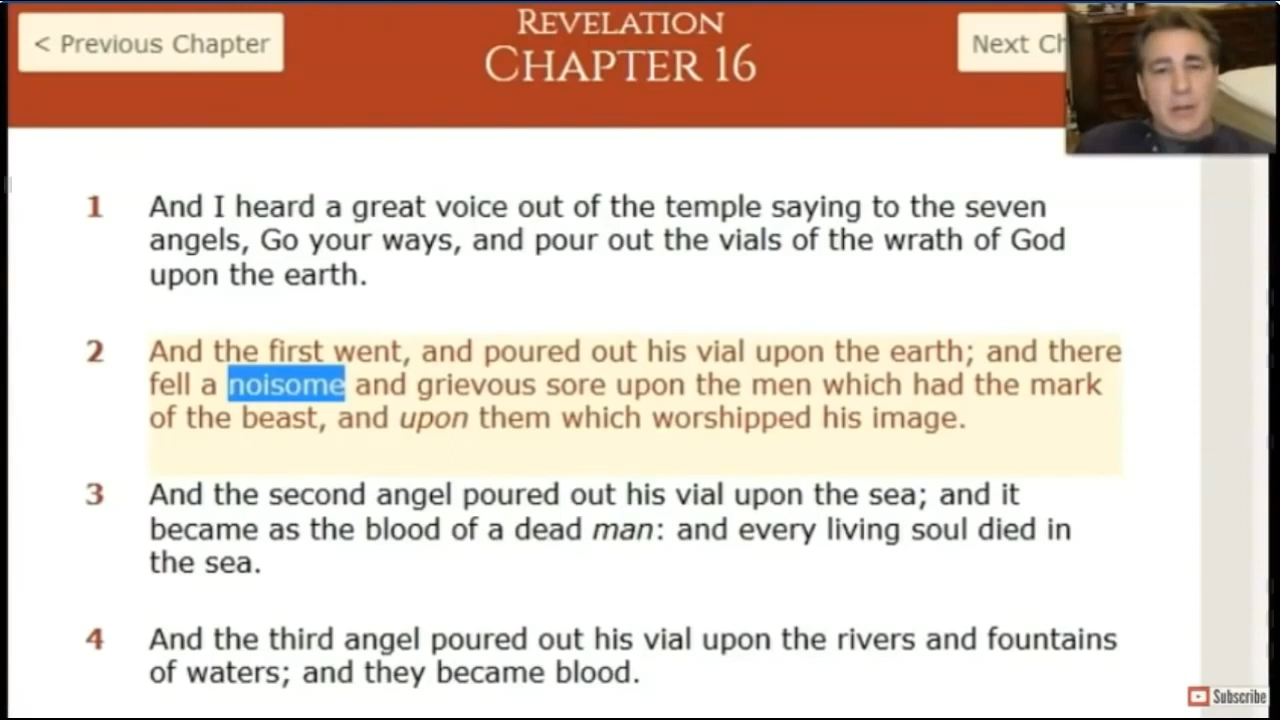 < Previous Chapter
REVELATION
CHAPTER 16
Next Ch
1 And I heard a great voice out of the temple saying to the seven
angels, Go your ways, and pour out the vials of the wrath of God
upon the earth.
2 And the first went, and poured out his vial upon the earth; and there
fell a noisome and grievous sore upon the men which had the mark
of the beast, and upon them which worshipped his image.
3 And the second angel poured out his vial upon the sea; and it
became as the blood of a dead man: and every living soul died in
the sea.
4 And the third angel poured out his vial upon the rivers and fountains
of waters; and they became blood.
Subscribe